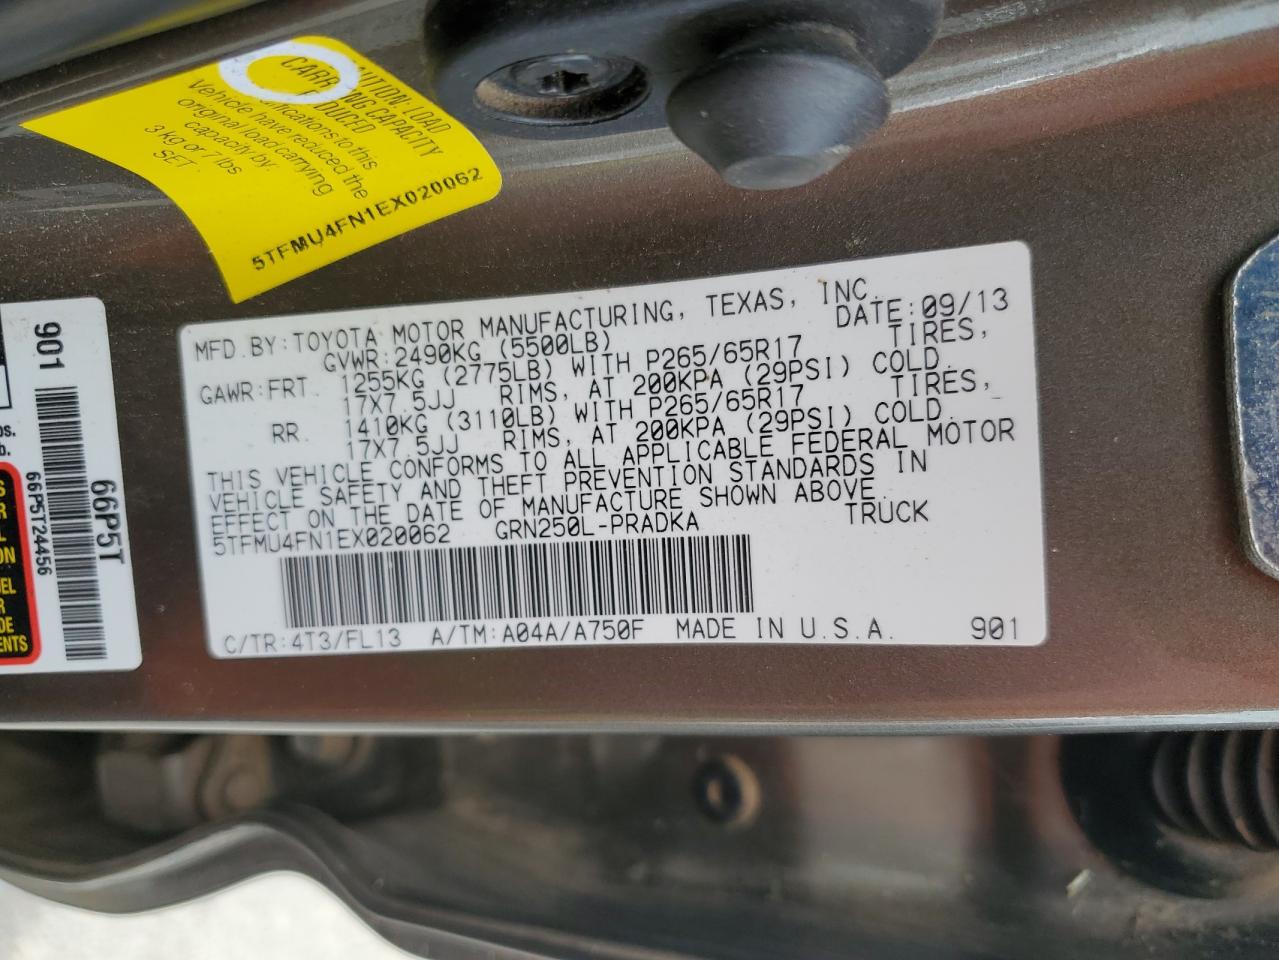 CAUTION: LOAD
CARRYING CAPACITY
REDUCED
Modifications to this
Vehicle have reduced the
original load carrying
capacity by:
3 kg or 7 lbs
SET
5TFMU4FN1EX020062
MFD.BY:TOYOTA MOTOR MANUFACTURING, TEXAS, INC.
GVWR:2490KG (5500LB) DATE:09/13
GAWR:FRT. 1255KG (2775LB) WITH P265/65R17 TIRES,
17X7.5JJ RIMS, AT 200KPA (29PSI) COLD.
RR. 1410KG (3110LB) WITH P265/65R17 TIRES,
17X7.5JJ RIMS, AT 200KPA (29PSI) COLD.
THIS VEHICLE CONFORMS TO ALL APPLICABLE FEDERAL MOTOR
VEHICLE SAFETY AND THEFT PREVENTION STANDARDS IN
EFFECT ON THE DATE OF MANUFACTURE SHOWN ABOVE.
5TFMU4FN1EX020062 GRN250L-PRADKA TRUCK
C/TR:4T3/FL13 A/TM:A04A/A750F MADE IN U.S.A. 901
901
66P5T24456
66P5T